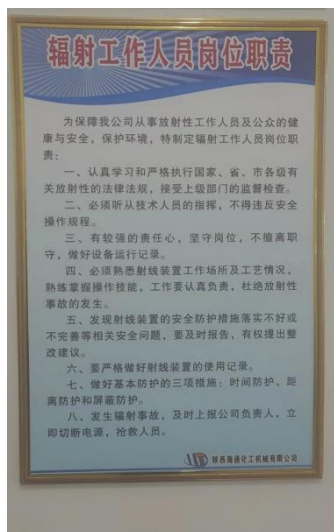 辐射工作人员岗位职责
为保障我公司从事放射性工作人员及公众的健
康与安全，保护环境，特制定辐射工作人员岗位职
责：
一、认真学习和严格执行国家、省、市各级有
关放射性的法律法规，接受上级部门的监督检查。
二、必须听从技术人员的指挥，不得违反安全
操作规程。
三、有较强的责任心，坚守岗位，不擅离职
守，做好设备运行记录。
四、必须熟悉射线装置工作场所及工艺情况，
熟练掌握操作技能，工作要认真负责，杜绝放射性
事故的发生。
五、发现射线装置的安全防护措施落实不好或
不完善等相关安全问题，要及时报告，有权提出整
改建议。
六、要严格做好射线装置的使用记录。
七、做好基本防护的三项措施：时间防护、距
离防护和屏蔽防护。
八、发生辐射事故，及时上报公司负责人，立
即切断电源，抢救人员。
陕西海通化工机械有限公司